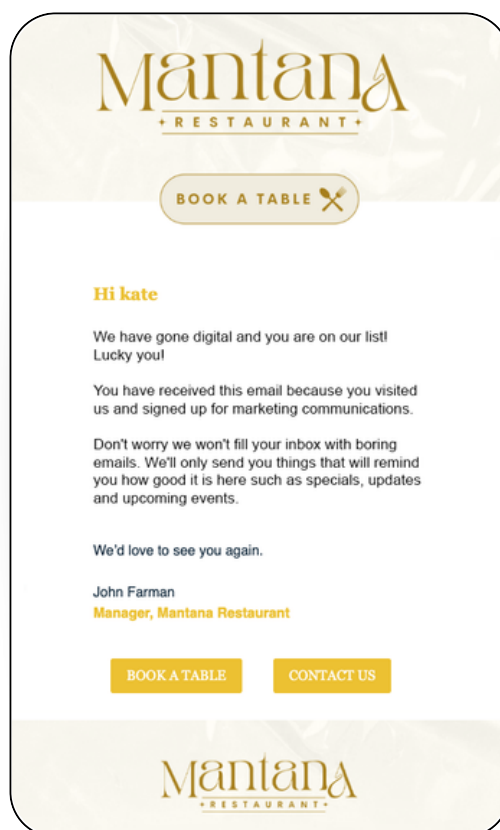 Mantana
RESTAURANT
BOOK A TABLE
Hi kate
We have gone digital and you are on our list!
Lucky you!
You have received this email because you visited
us and signed up for marketing communications.
Don't worry we won't fill your inbox with boring
emails. We'll only send you things that will remind
you how good it is here such as specials, updates
and upcoming events.
We'd love to see you again.
John Farman
Manager, Mantana Restaurant
BOOK A TABLE
CONTACT US
Mantana
RESTAURANT